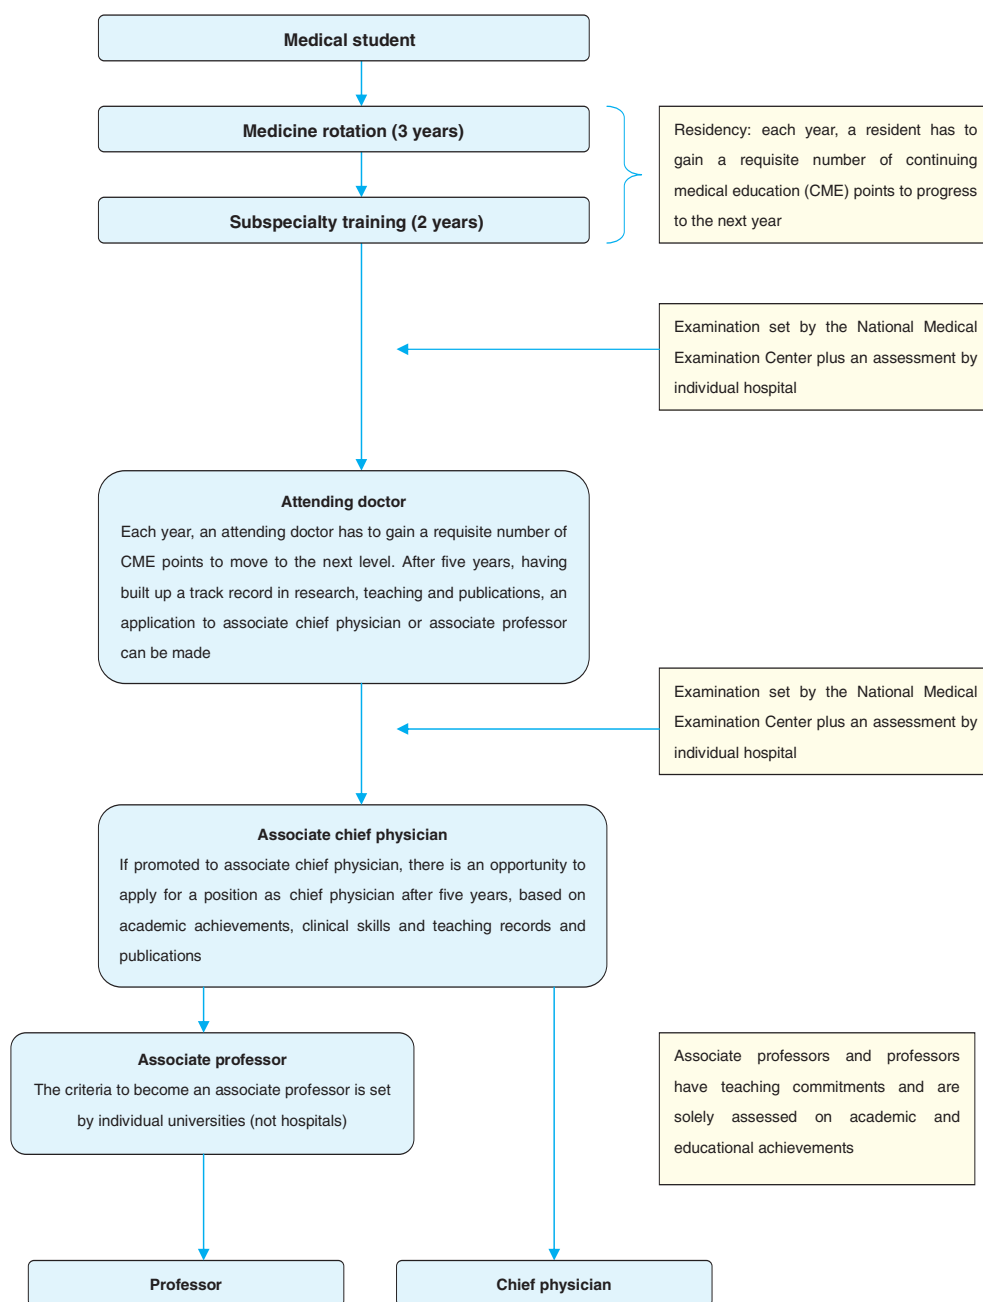 Medical student
Medicine rotation (3 years)
Residency: each year, a resident has to
gain a requisite number of continuing
medical education (CME) points to progress
to the next year
Subspecialty training (2 years)
Examination set by the National Medical
Examination Center plus an assessment by
individual hospital
Attending doctor
Each year, an attending doctor has to gain a requisite number of
CME points to move to the next level. After five years, having
built up a track record in research, teaching and publications, an
application to associate chief physician or associate professor
can be made
Examination set by the National Medical
Examination Center plus an assessment by
individual hospital
Associate chief physician
If promoted to associate chief physician, there is an opportunity to
apply for a position as chief physician after five years, based on
academic achievements, clinical skills and teaching records and
publications
Associate professor
The criteria to become an associate professor is set
by individual universities (not hospitals)
Associate professors and professors
have teaching commitments and are
solely assessed on academic and
educational achievements
Professor
Chief physician